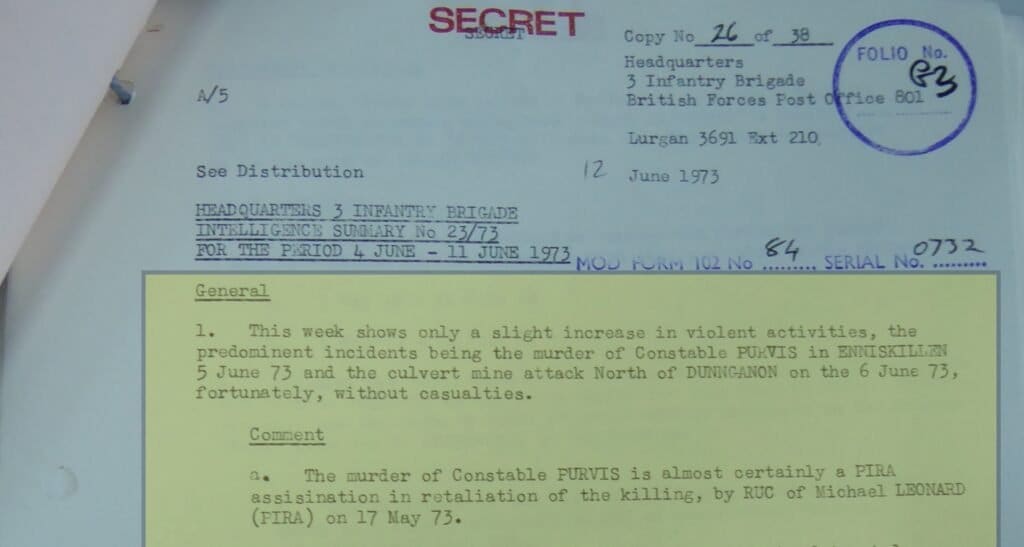 SECRET
SECRET
Copy No 26 of 38
Headquarters
3 Infantry Brigade
British Forces Post Office 801
FOLIO No.
83
A/5
Lurgan 3691 Ext 210
See Distribution
12 June 1973
HEADQUARTERS 3 INFANTRY BRIGADE
INTELLIGENCE SUMMARY No 23/73
FOR THE PERIOD 4 JUNE - 11 JUNE 1973
MOD FORM 102 No 84 SERIAL No. 0732
General
1. This week shows only a slight increase in violent activities, the
predominent incidents being the murder of Constable PURVIS in ENNISKILLEN
5 June 73 and the culvert mine attack North of DUNNGANON on the 6 June 73,
fortunately, without casualties.
Comment
a. The murder of Constable PURVIS is almost certainly a PIRA
assisination in retaliation of the killing, by RUC of Michael LEONARD
(PIRA) on 17 May 73.